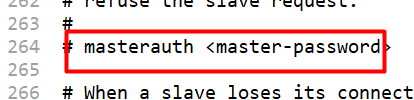 262 # refuse the slave request.
263 #
264 # masterauth <master-password>
265
266 # When a slave loses its connect